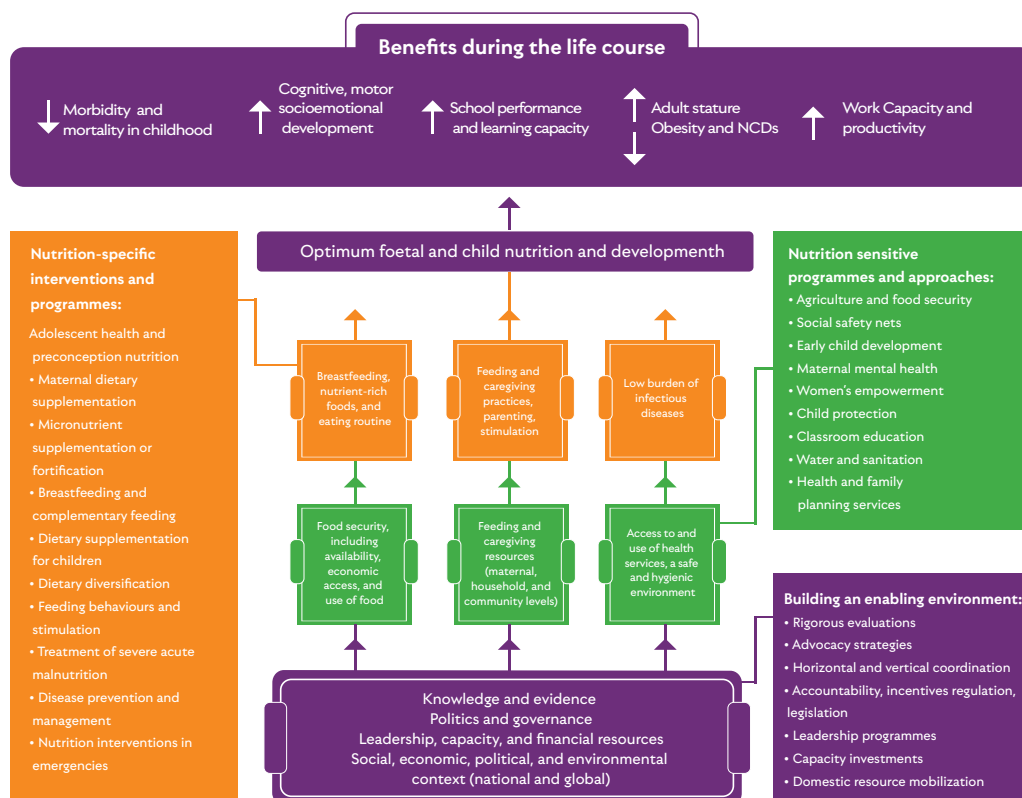 Benefits during the life course
Morbidity and
mortality in childhood
Cognitive, motor
socioemotional
development
School performance
and learning capacity
Adult stature
Obesity and NCDs
Work Capacity and
productivity
Optimum foetal and child nutrition and developmenth
Nutrition-specific
interventions and
programmes:
Adolescent health and
preconception nutrition
• Maternal dietary
supplementation
• Micronutrient
supplementation or
fortification
• Breastfeeding and
complementary feeding
• Dietary supplementation
for children
• Dietary diversification
• Feeding behaviours and
stimulation
• Treatment of severe acute
malnutrition
• Disease prevention and
management
• Nutrition interventions in
emergencies
Breastfeeding,
nutrient-rich
foods, and
eating routine
Feeding and
caregiving
practices,
parenting,
stimulation
Low burden of
infectious
diseases
Food security,
including
availability,
economic
access, and
use of food
Feeding and
caregiving
resources
(maternal,
household, and
community levels)
Access to and
use of health
services, a safe
and hygienic
environment
Knowledge and evidence
Politics and governance
Leadership, capacity, and financial resources
Social, economic, political, and environmental
context (national and global)
Nutrition sensitive
programmes and approaches:
• Agriculture and food security
• Social safety nets
• Early child development
• Maternal mental health
• Women's empowerment
• Child protection
• Classroom education
• Water and sanitation
• Health and family
planning services
Building an enabling environment:
• Rigorous evaluations
• Advocacy strategies
• Horizontal and vertical coordination
• Accountability, incentives regulation,
legislation
• Leadership programmes
• Capacity investments
• Domestic resource mobilization